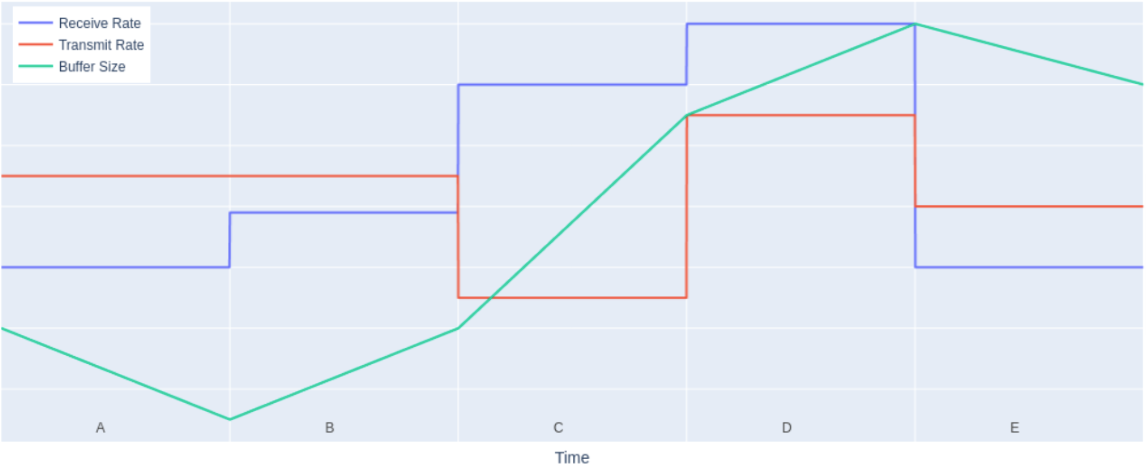 Receive Rate
Transmit Rate
Buffer Size
A B C D E
Time